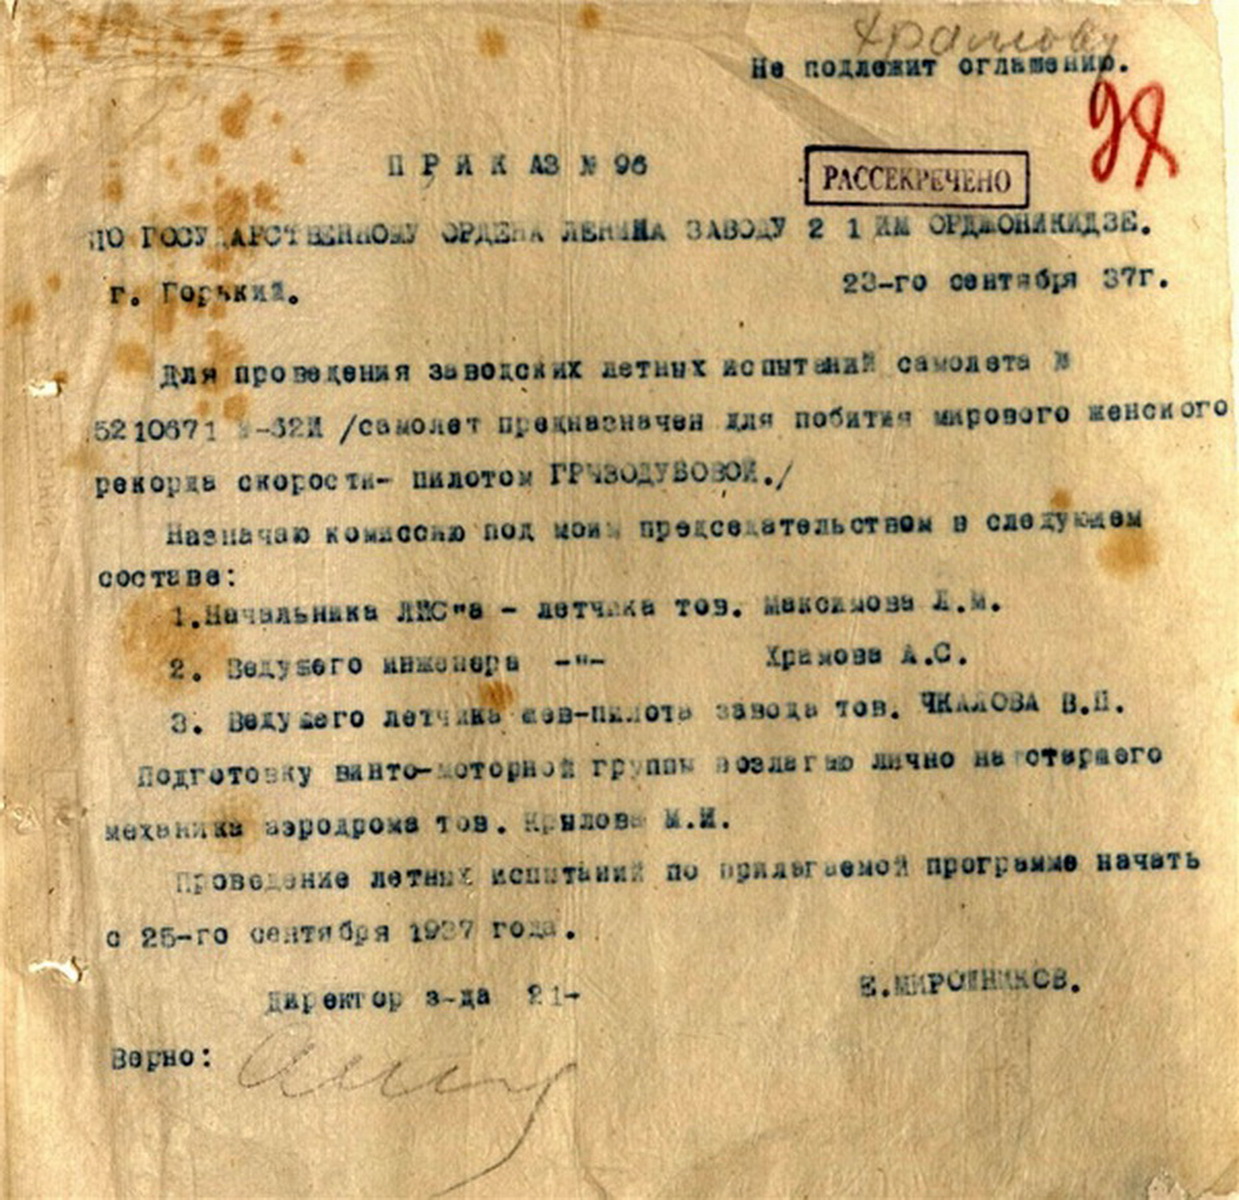 Храмову
Не подлежит оглашению.
98
П Р И К АЗ № 96
РАССЕКРЕЧЕНО
ПО ГОСУДАРСТВЕННОМУ ОРДЕНА ЛЕНИНА ЗАВОДУ 2 1 ИМ ОРДЖОНИКИДЗЕ.
г. Горький.
23-го сентября 37г.
Для проведения заводских летных испытаний самолета №
5210671 /самолет предназначен для побития мирового женского
рекорда скорости- пилотом ГРИЗОДУБОВОЙ./
Назначаю комиссию под моим председательством в следующем
составе:
1.Начальника ЛИС"а - летчика тов. Максимова Л.М.
2. Ведущего инженера -"- Храмова А.С.
3. Ведущего летчика шеф-пилота завода тов. ЧКАЛОВА В.П.
Подготовку винто-моторной группы возлагаю лично на старшего
механика аэродрома тов. Крылова М.И.
Проведение летных испытаний по прилагаемой программе начать
с 25-го сентября 1937 года.
Директор з-да 21-
Е.МИРОШНИКОВ.
Верно: